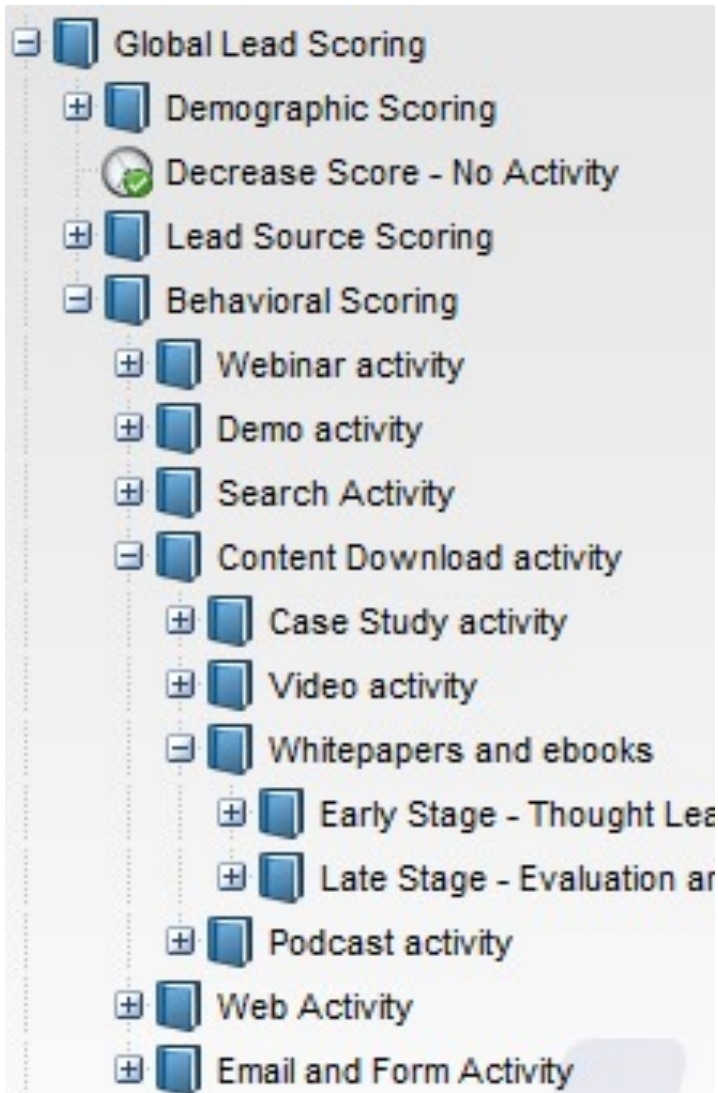 Global Lead Scoring
Demographic Scoring
Decrease Score - No Activity
Lead Source Scoring
Behavioral Scoring
Webinar activity
Demo activity
Search Activity
Content Download activity
Case Study activity
Video activity
Whitepapers and ebooks
Early Stage - Thought
Late Stage - Evaluation
Podcast activity
Web Activity
Email and Form Activity